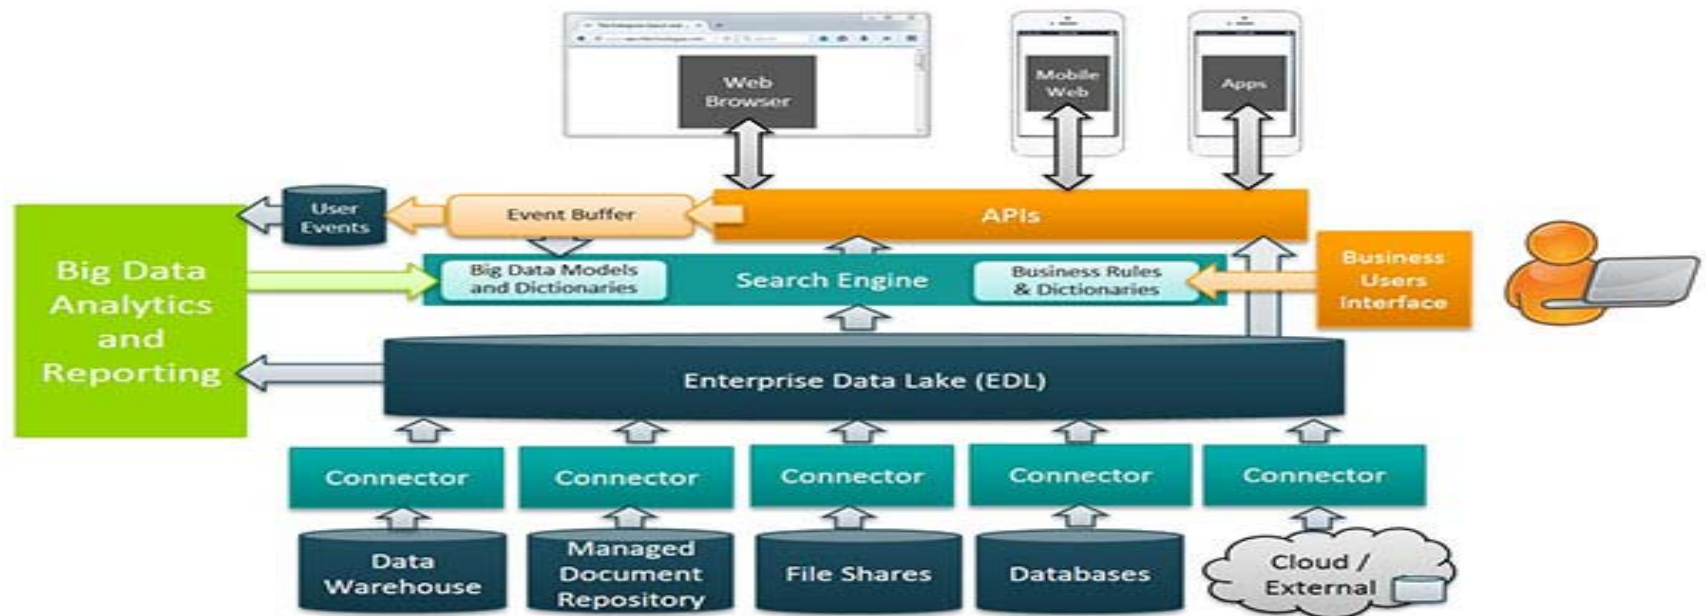 Web
Browser
Mobile
Web
Apps
User
Events
Event Buffer
APIs
Big Data
Analytics
and
Reporting
Big Data Models
and Dictionaries
Search Engine
Business Rules
& Dictionaries
Business
Users
Interface
Enterprise Data Lake (EDL)
Connector
Connector
Connector
Connector
Connector
Data
Warehouse
Managed
Document
Repository
File Shares
Databases
Cloud /
External